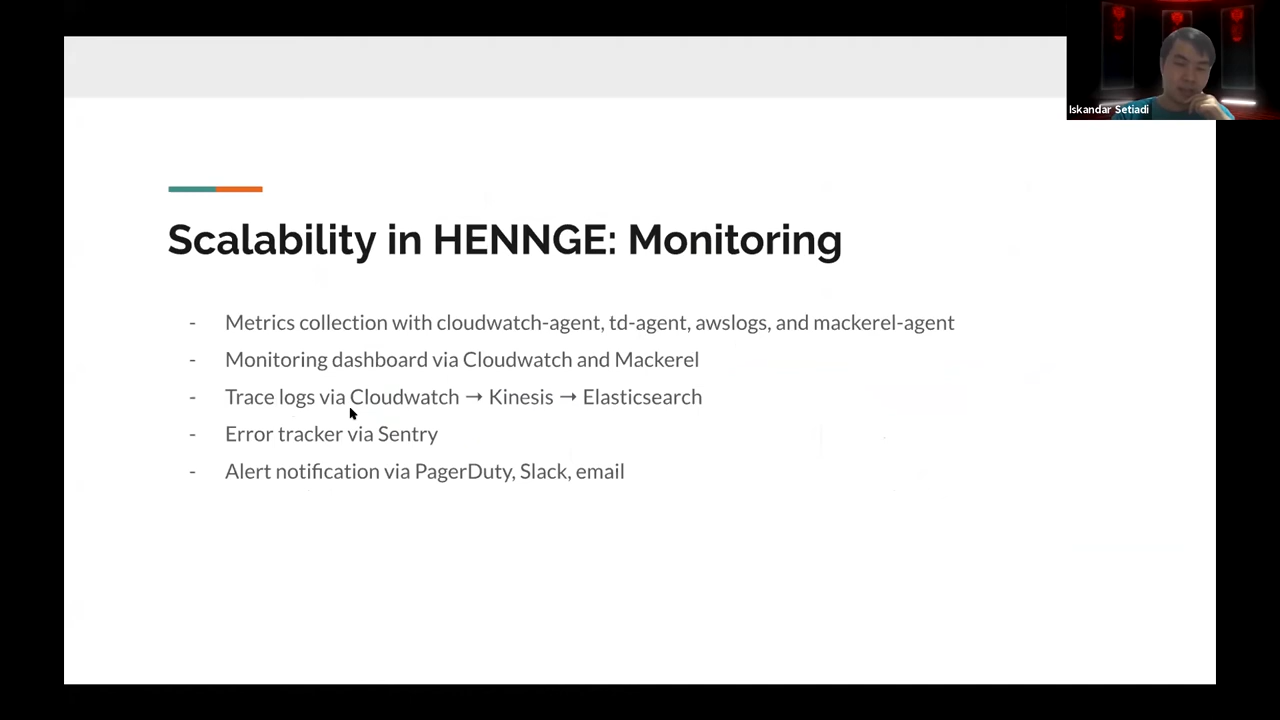 Iskandar Setiadi
Scalability in HENNGE: Monitoring
- Metrics collection with cloudwatch-agent, td-agent, awslogs, and mackerel-agent
- Monitoring dashboard via Cloudwatch and Mackerel
- Trace logs via Cloudwatch → Kinesis → Elasticsearch
- Error tracker via Sentry
- Alert notification via PagerDuty, Slack, email